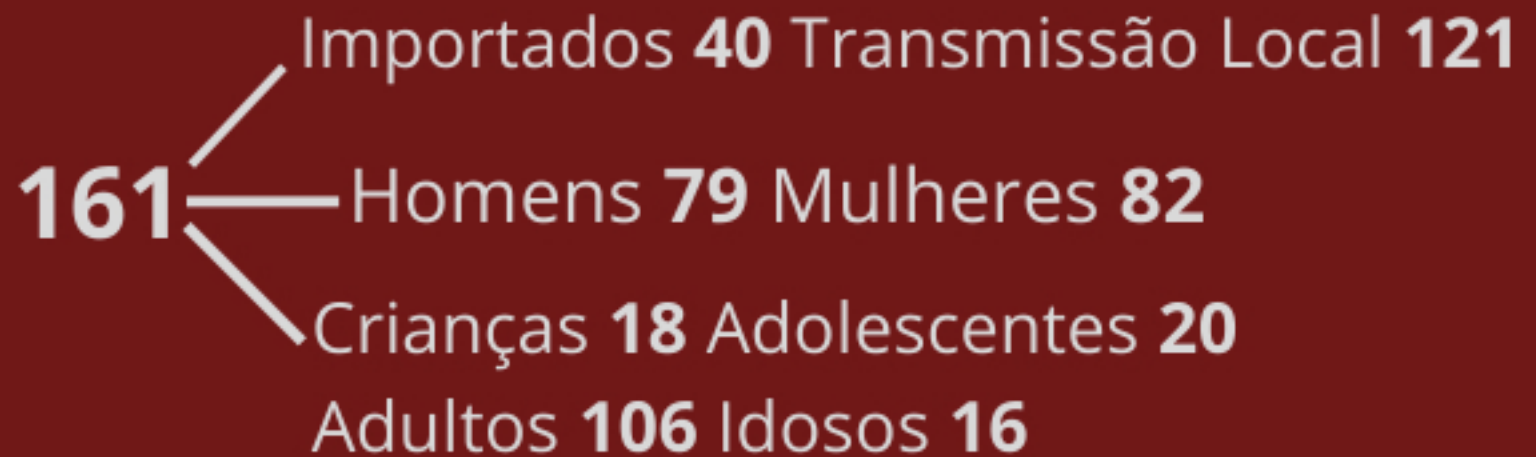 Importados 40 Transmissão Local 121
161
Homens 79 Mulheres 82
Crianças 18 Adolescentes 20
Adultos 106 Idosos 16